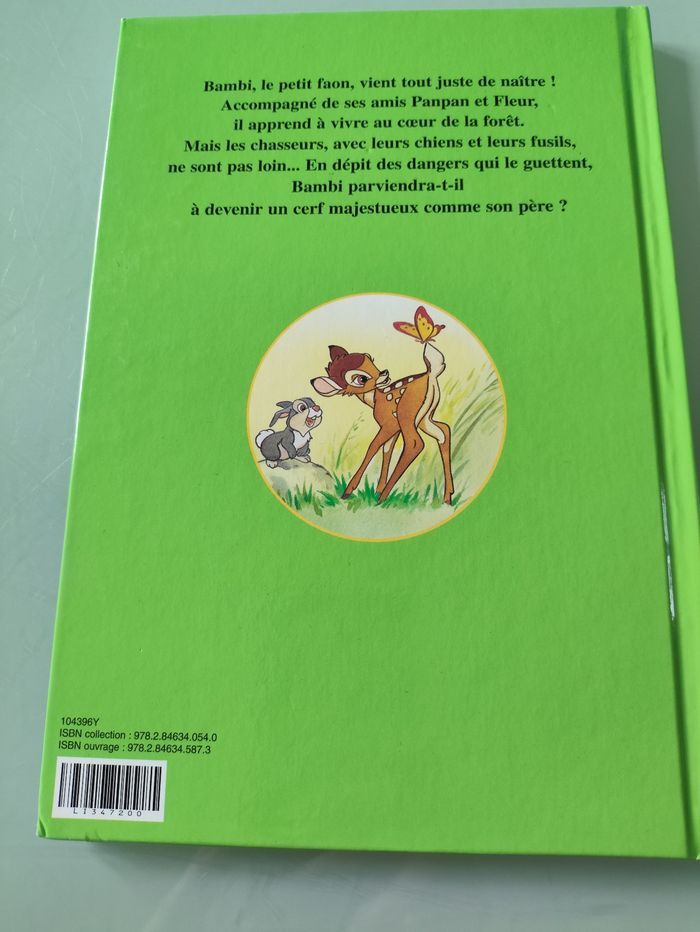 Bambi, le petit faon, vient tout juste de naître !
Accompagné de ses amis Panpan et Fleur,
il apprend à vivre au cœur de la forêt.
Mais les chasseurs, avec leurs chiens et leurs fusils,
ne sont pas loin... En dépit des dangers qui le guettent,
Bambi parviendra-t-il
à devenir un cerf majestueux comme son père ?
104396Y
ISBN collection : 978.2.84634.054.0
ISBN ouvrage : 978.2.84634.587.3
LI347200